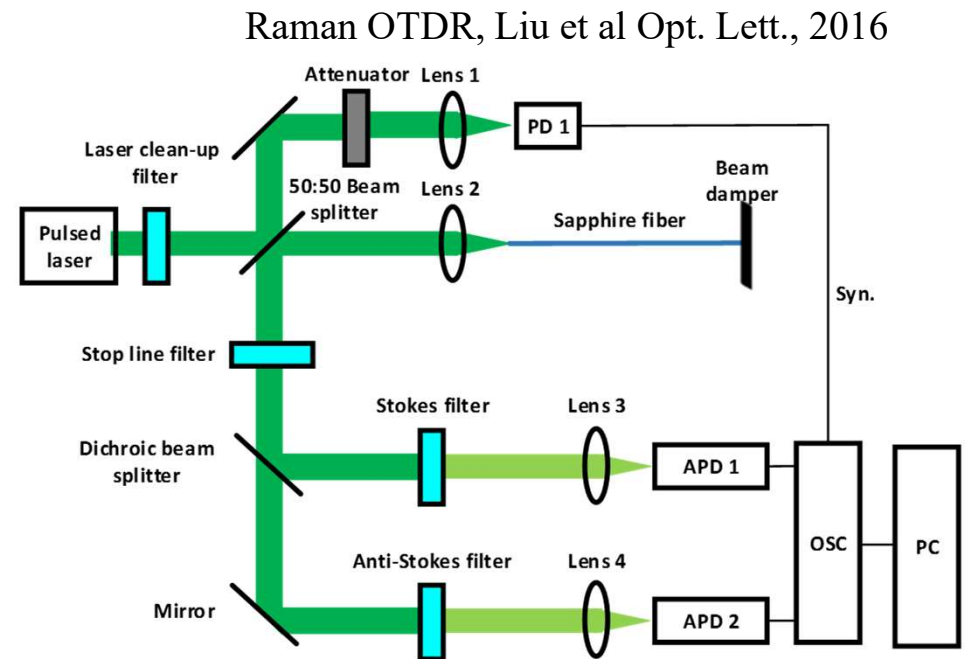 Raman OTDR, Liu et al Opt. Lett., 2016
Attenuator
Lens 1
PD 1
Laser clean-up
filter
50:50 Beam
splitter
Lens 2
Beam
damper
Pulsed
laser
Sapphire fiber
Syn.
Stop line filter
Stokes filter
Lens 3
Dichroic beam
splitter
APD 1
OSC
PC
Anti-Stokes filter
Lens 4
Mirror
APD 2